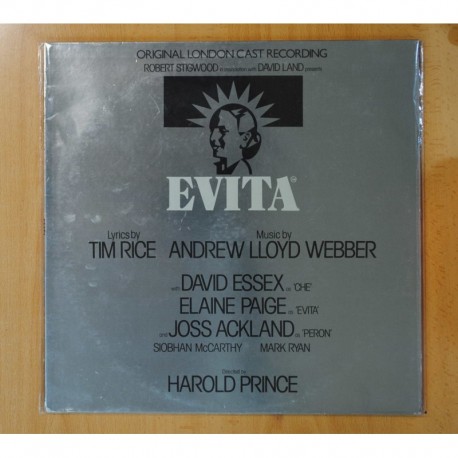 ORIGINAL LONDON CAST RECORDING
ROBERT STIGWOOD in association with DAVID LAND presents
EVITA
Lyrics by Music by
TIM RICE ANDREW LLOYD WEBBER
with DAVID ESSEX as 'CHE'
ELAINE PAIGE as 'EVITA'
and JOSS ACKLAND as 'PERON'
SIOBHAN McCARTHY MARK RYAN
Directed by
HAROLD PRINCE